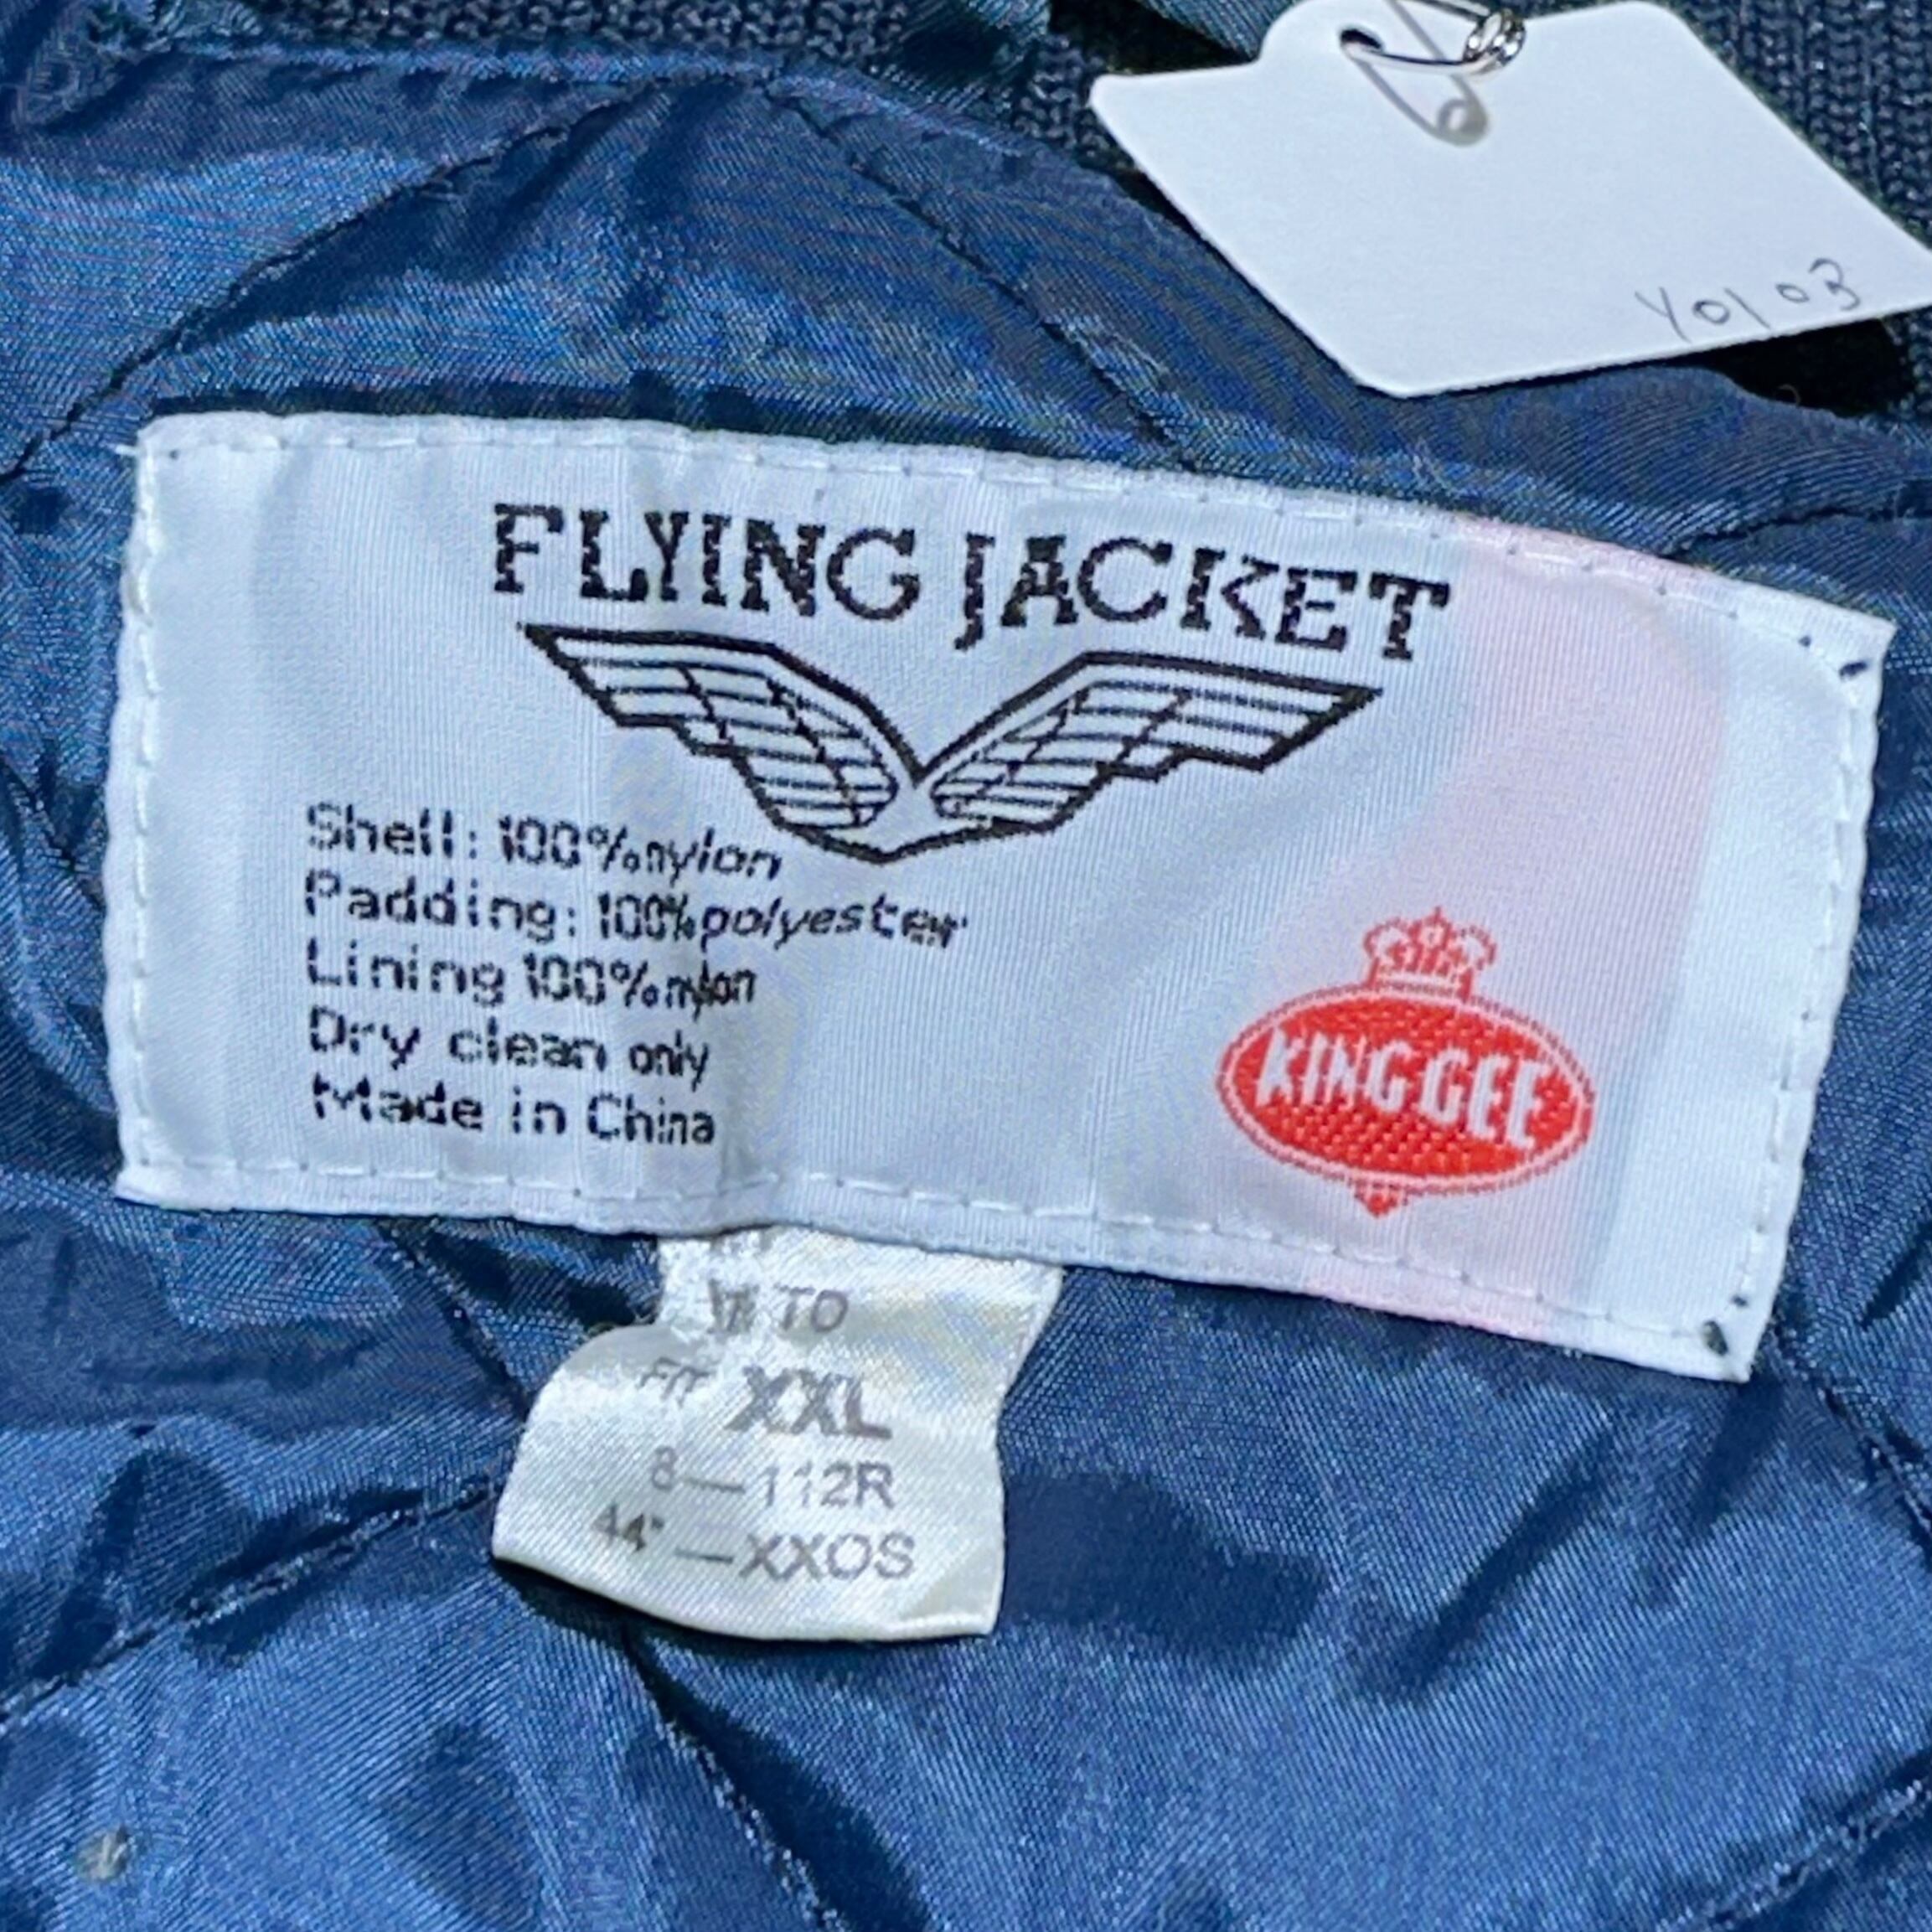 Y0103
FLYING JACKET
Shell: 100% nylon
Padding: 100% polyester
Lining 100% nylon
Dry clean only
Made in China
KING GEE
TO
FIT XXL
8—112R
44"—XXOS